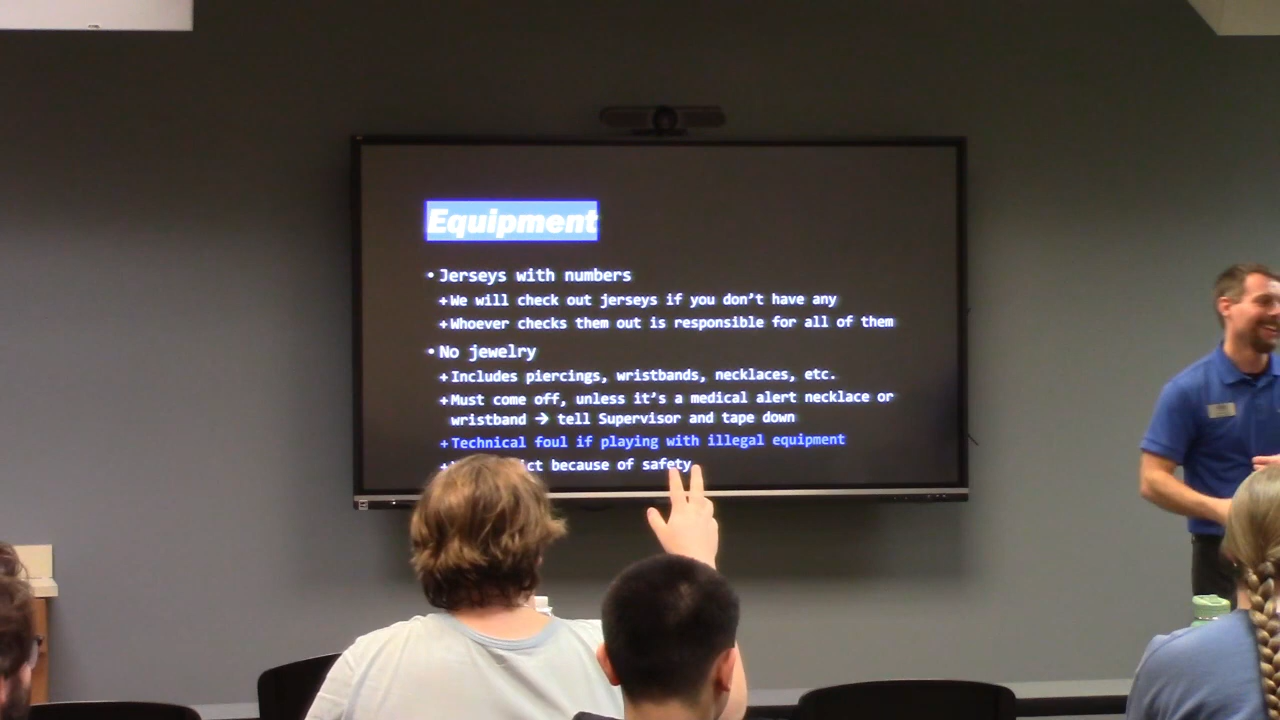 Equipment
• Jerseys with numbers
+We will check out jerseys if you don't have any
+Whoever checks them out is responsible for all of them
• No jewelry
+Includes piercings, wristbands, necklaces, etc.
+Must come off, unless it's a medical alert necklace or
wristband → tell Supervisor and tape down
+Technical foul if playing with illegal equipment
because of safety